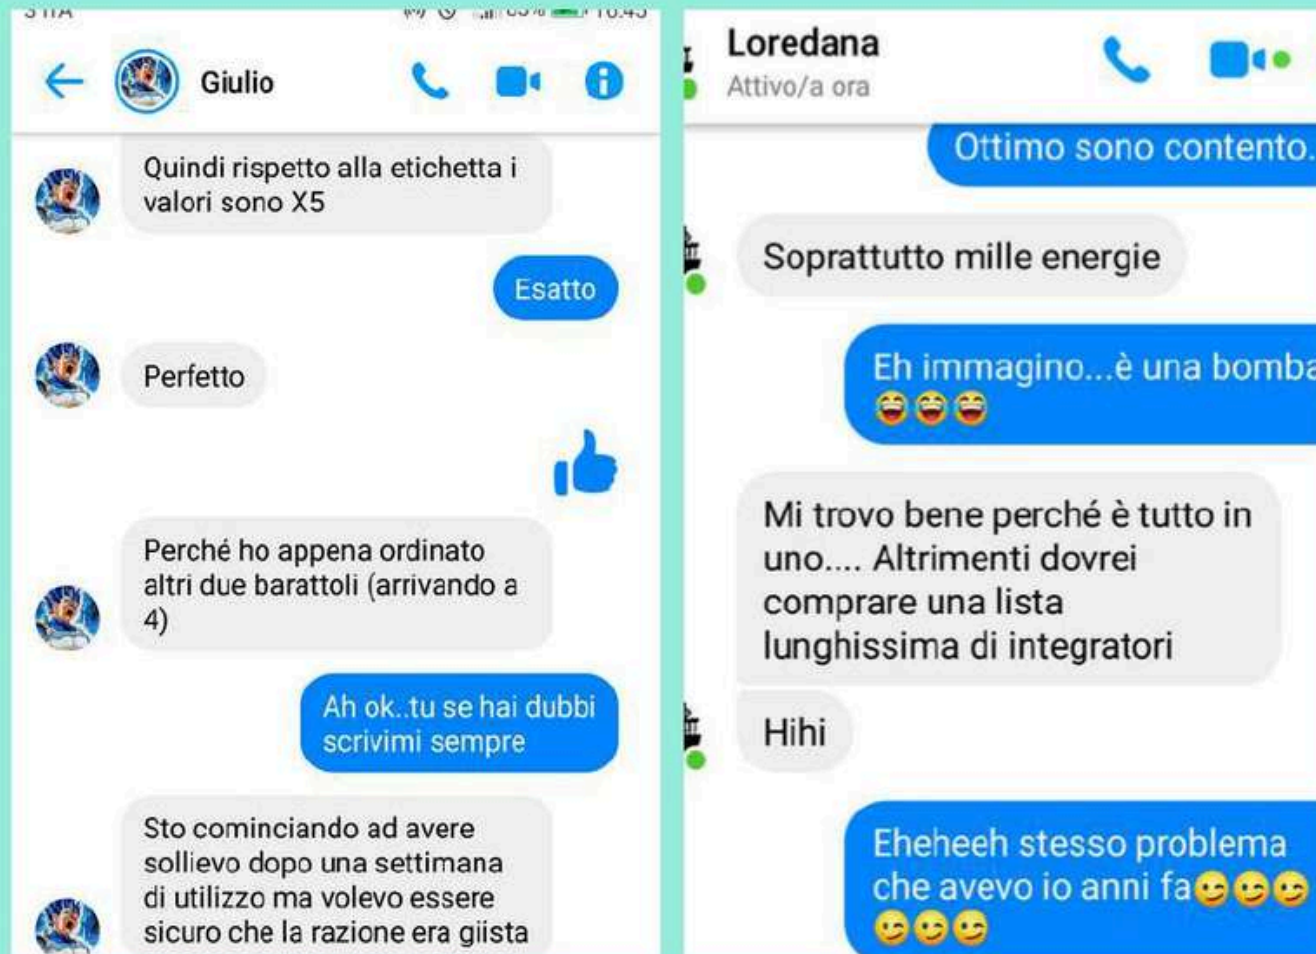 Giulio
Quindi rispetto alla etichetta i
valori sono X5
Esatto
Perfetto
Perché ho appena ordinato
altri due barattoli (arrivando a
4)
Ah ok..tu se hai dubbi
scrivimi sempre
Sto cominciando ad avere
sollievo dopo una settimana
di utilizzo ma volevo essere
sicuro che la razione era giista
Loredana
Attivo/a ora
Ottimo sono contento.
Soprattutto mille energie
Eh immagino...è una bomba
😂😂😂
Mi trovo bene perché è tutto in
uno.... Altrimenti dovrei
comprare una lista
lunghissima di integratori
Hihi
Eheheeh stesso problema
che avevo io anni fa😉😉😉
😉😉😉